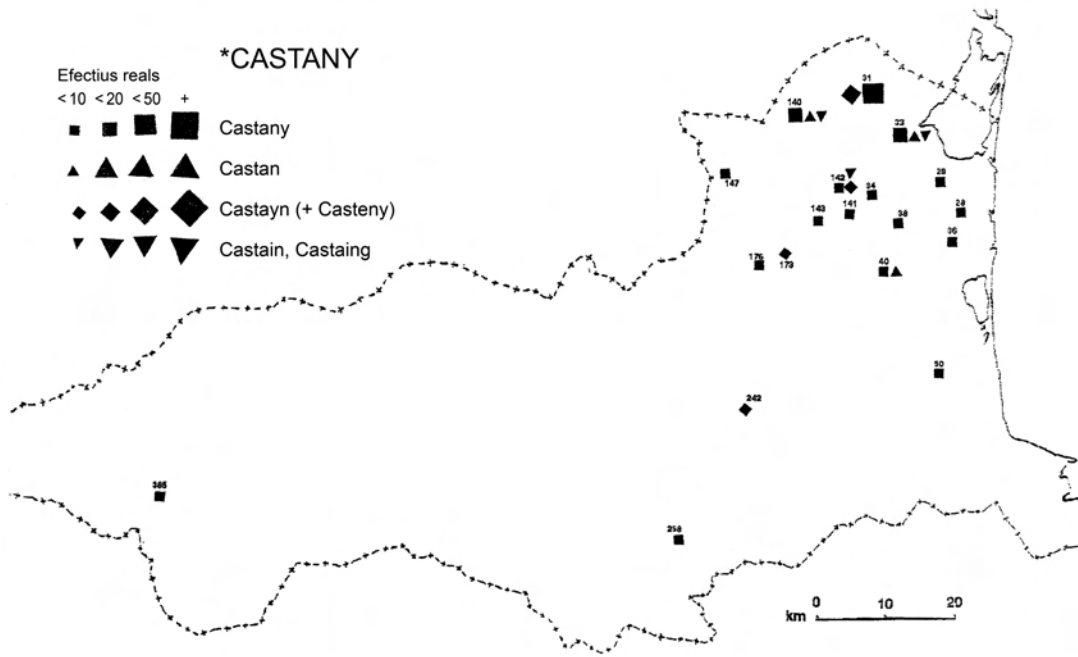 *CASTANY
Efectius reals
<10 <20 <50 +
Castany
Castan
Castayn (+ Casteny)
Castain, Castaing
31
140
33
147
142
34
28
143
141
38
29
36
176
173
40
50
242
385
258
km 0 10 20